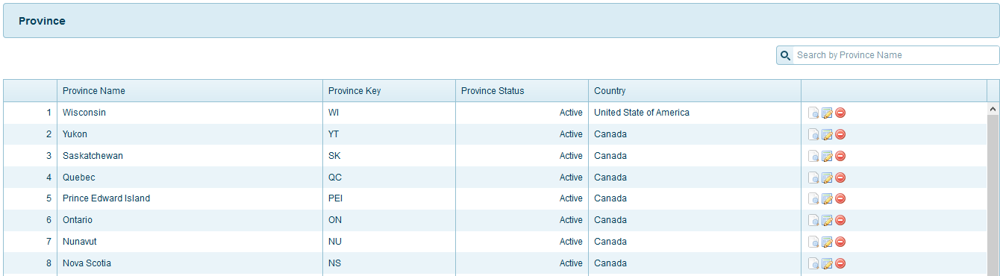 Province
Search by Province Name
Province Name Province Key Province Status Country
1 Wisconsin WI Active United State of America
2 Yukon YT Active Canada
3 Saskatchewan SK Active Canada
4 Quebec QC Active Canada
5 Prince Edward Island PEI Active Canada
6 Ontario ON Active Canada
7 Nunavut NU Active Canada
8 Nova Scotia NS Active Canada